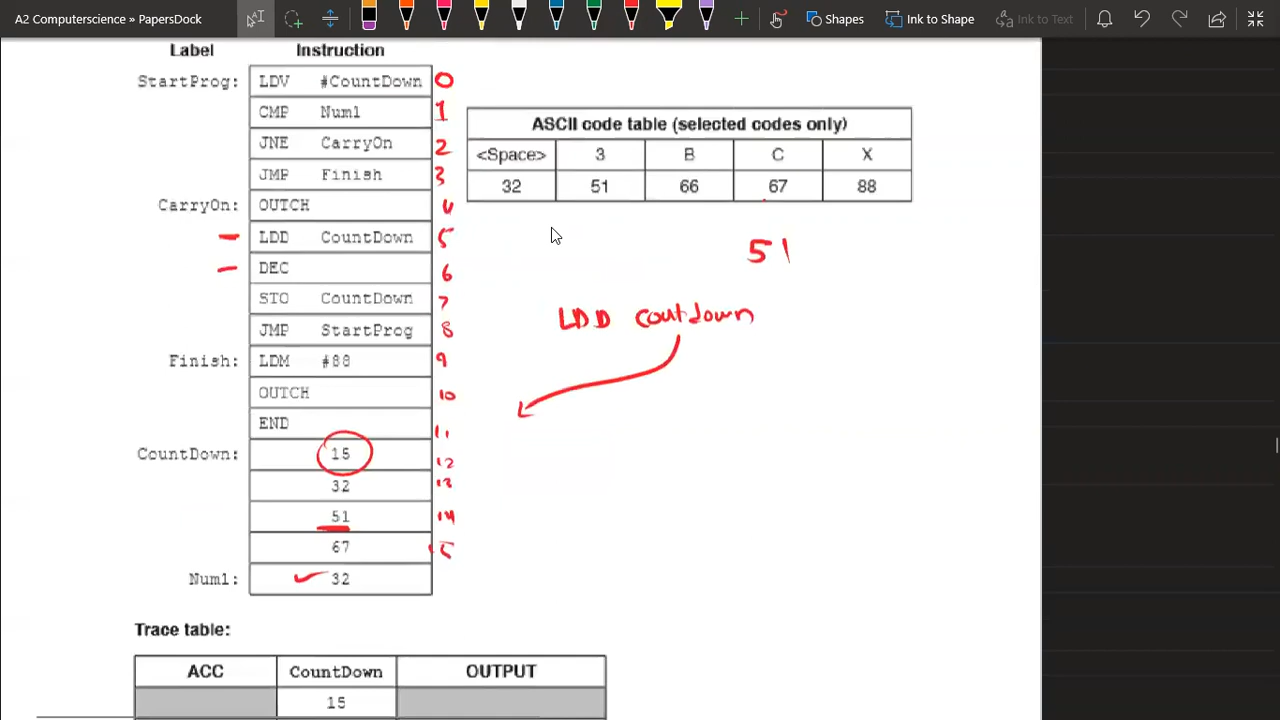 A2 Computerscience » PapersDock
Shapes
Ink to Shape
Ink to Text
Label Instruction
StartProg: LDV #CountDown 0
CMP Num1 1
JNE CarryOn 2
JMP Finish 3
CarryOn: OUTCH 4
LDD CountDown 5
DEC 6
STO CountDown 7
JMP StartProg 8
Finish: LDM #88 9
OUTCH 10
END 11
CountDown: 15 12
32 13
51 14
67 15
Num1: 32
ASCII code table (selected codes only)
<Space> 3 B C X
32 51 66 67 88
51
LDD coutdown
Trace table:
ACC CountDown OUTPUT
15